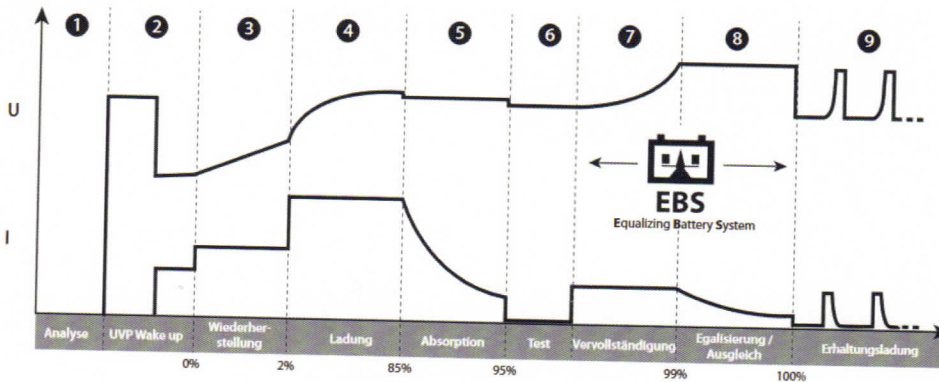 1 2 3 4 5 6 7 8 9
U
EBS
Equalizing Battery System
I
Analyse
UVP Wake up
Wiederher-
stellung
Ladung
Absorption
Test
Vervollständigung
Egalisierung /
Ausgleich
Erhaltungsladung
0% 2% 85% 95% 99% 100%